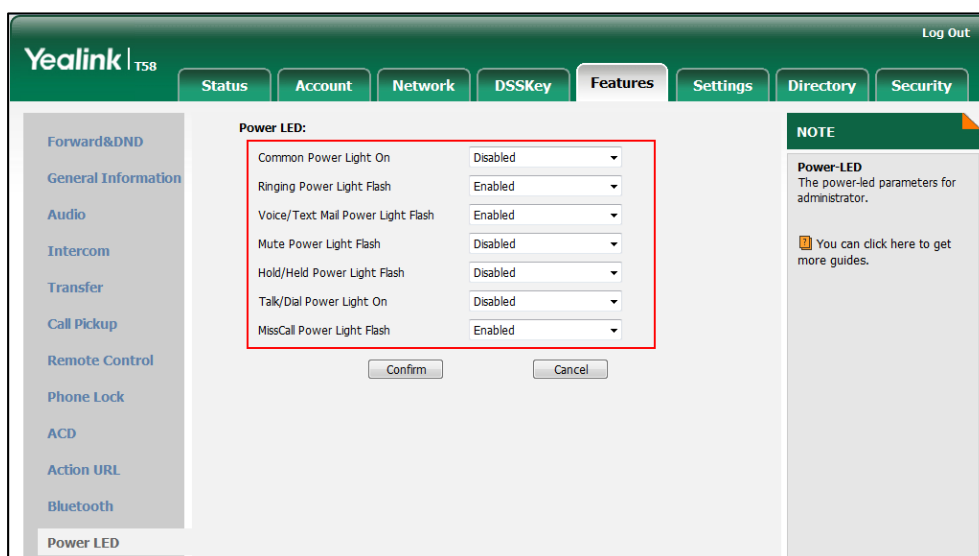 Log Out
Yealink | T58
Status Account Network DSSKey Features Settings Directory Security
Forward&DND
General Information
Audio
Intercom
Transfer
Call Pickup
Remote Control
Phone Lock
ACD
Action URL
Bluetooth
Power LED
Power LED:
Common Power Light On Disabled
Ringing Power Light Flash Enabled
Voice/Text Mail Power Light Flash Enabled
Mute Power Light Flash Disabled
Hold/Held Power Light Flash Disabled
Talk/Dial Power Light On Disabled
MissCall Power Light Flash Enabled
Confirm Cancel
NOTE
Power-LED
The power-led parameters for
administrator.
You can click here to get
more guides.